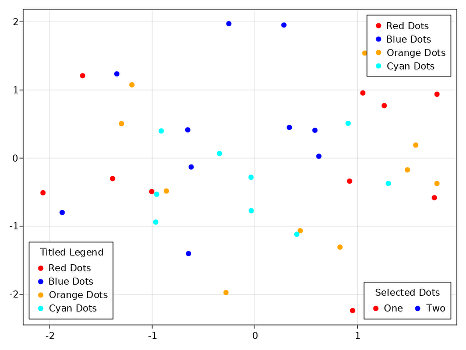 2
1
0
-1
-2
Red Dots
Blue Dots
Orange Dots
Cyan Dots
Titled Legend
Red Dots
Blue Dots
Orange Dots
Cyan Dots
Selected Dots
One Two
-2 -1 0 1